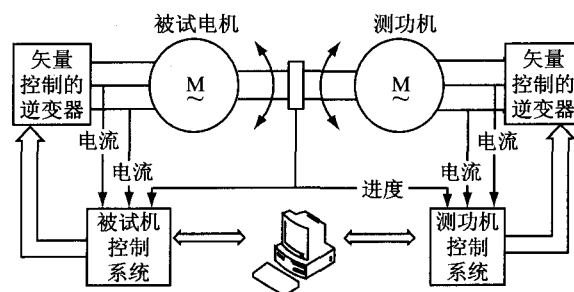 被试电机
测功机
矢量
控制的
逆变器
M
~
M
~
矢量
控制的
逆变器
电流
电流
电流
电流
进度
被试机
控制
系统
测功机
控制
系统